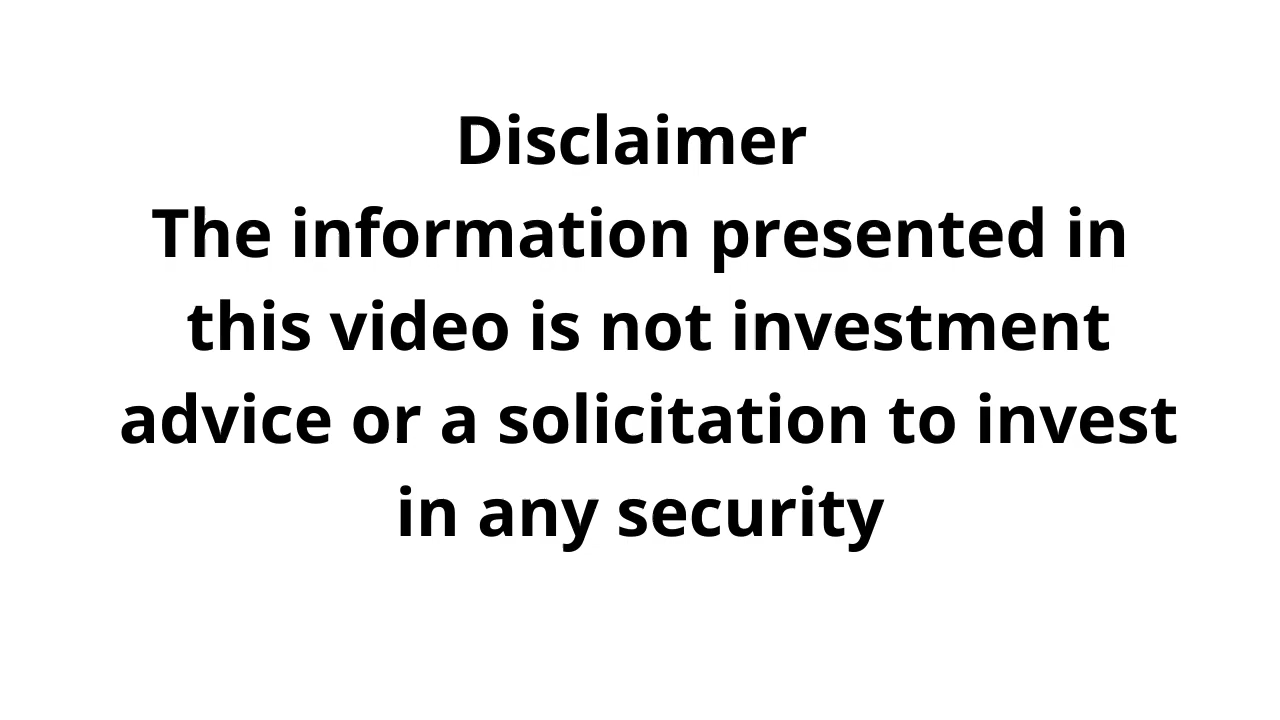 Disclaimer
The information presented in
this video is not investment
advice or a solicitation to invest
in any security